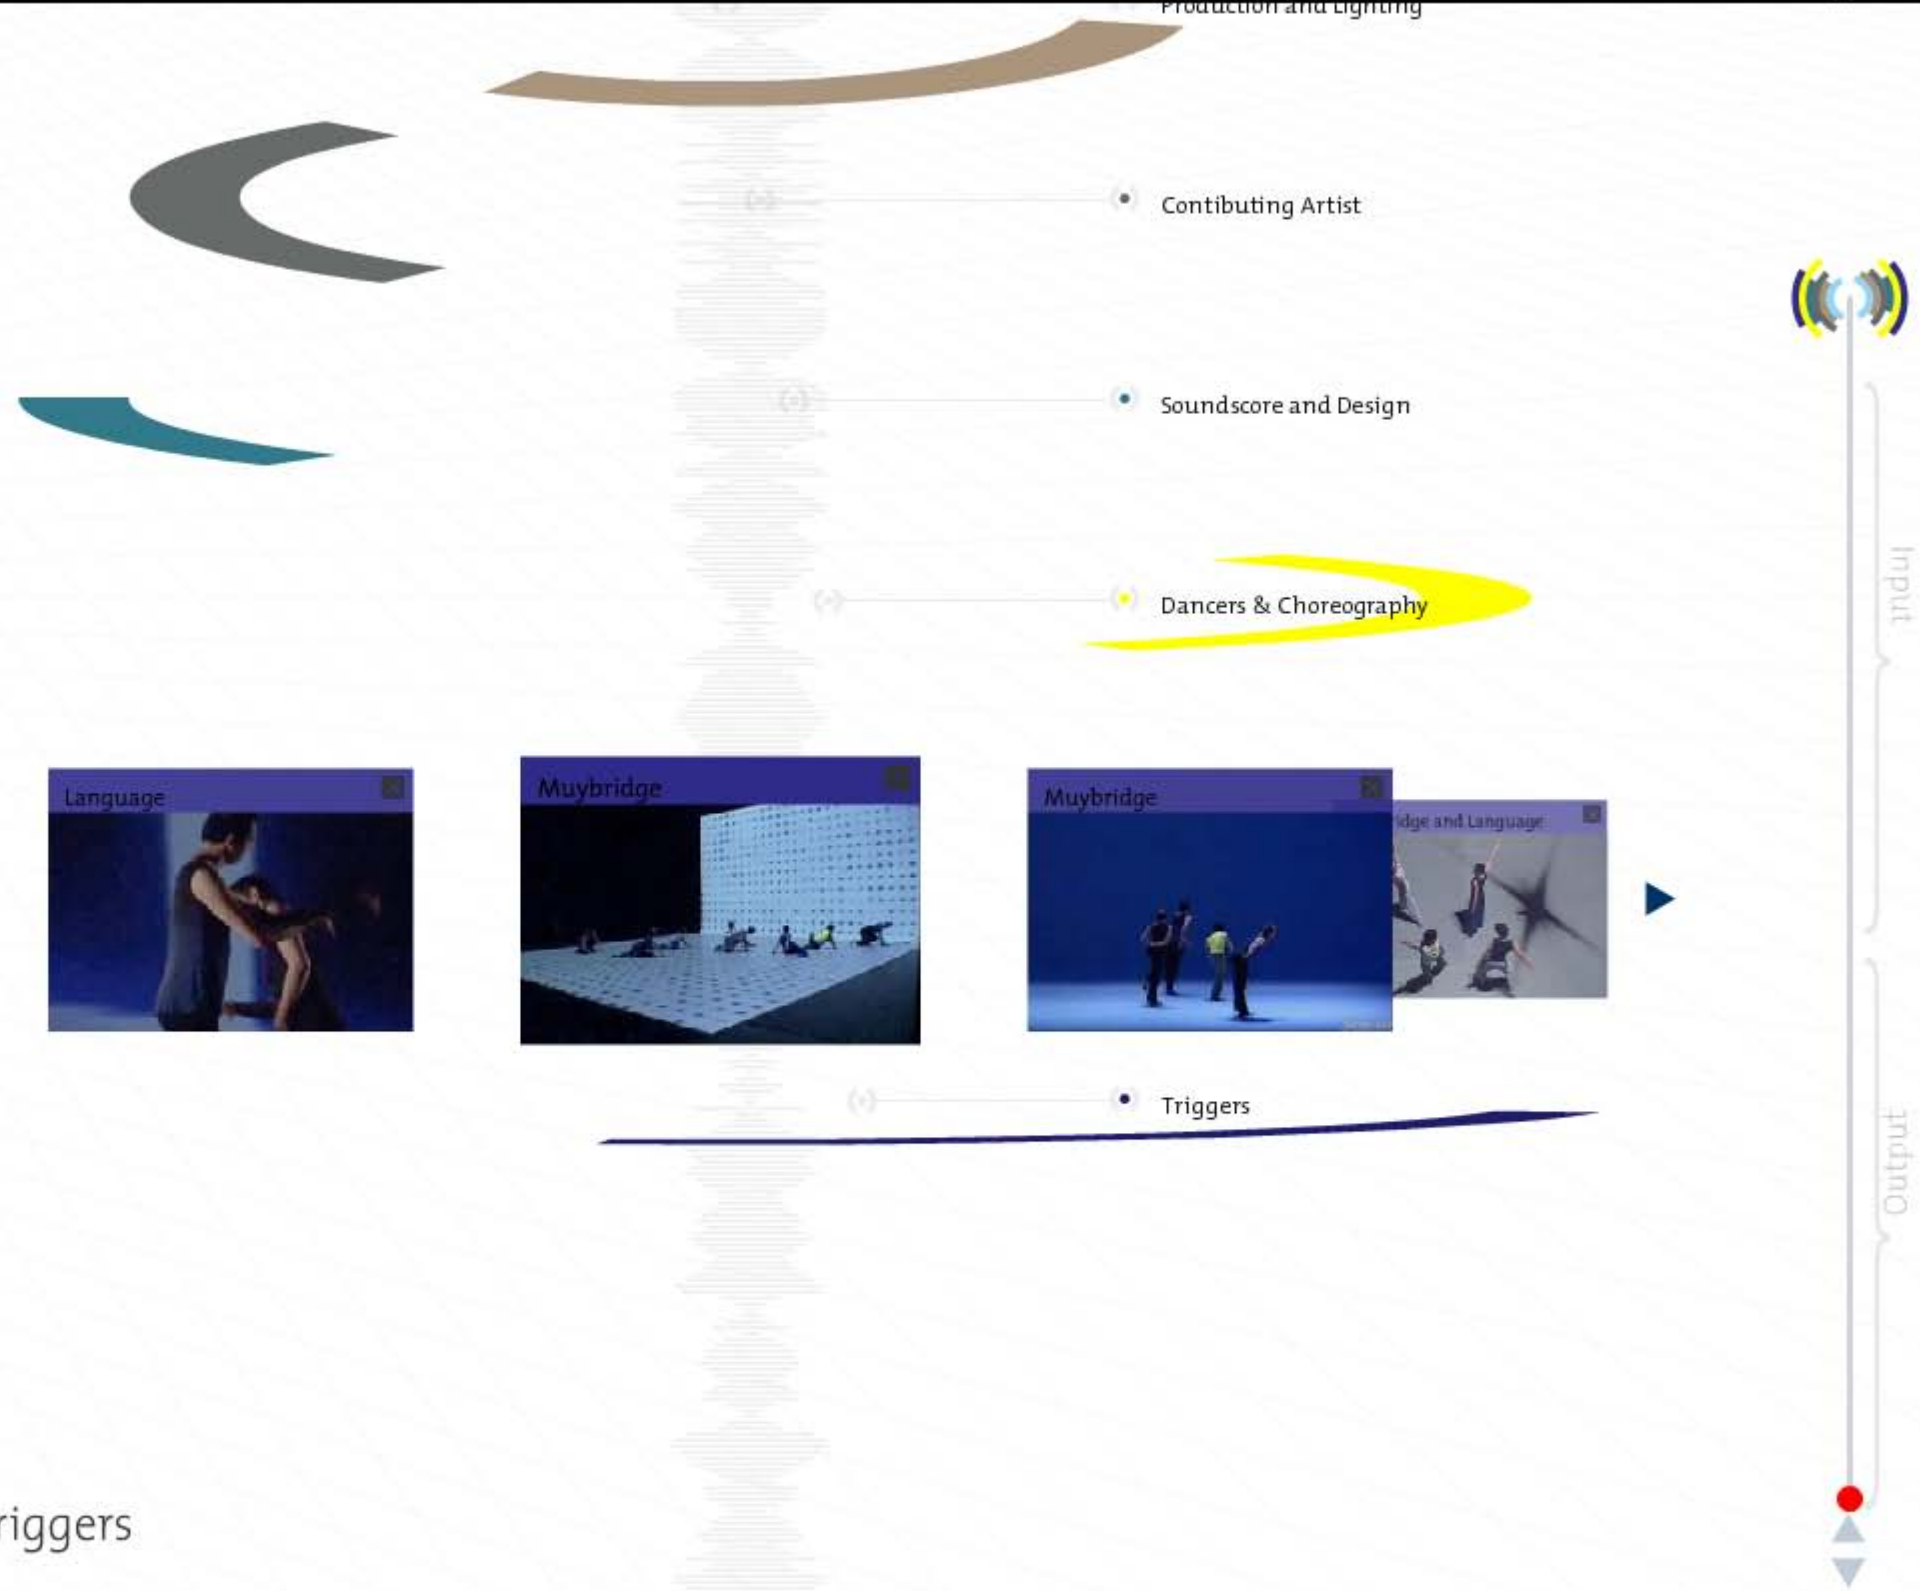 Production and Lighting
Contibuting Artist
Soundscore and Design
Input
Dancers & Choreography
Language
Muybridge
Muybridge
idge and Language
Triggers
Output
riggers